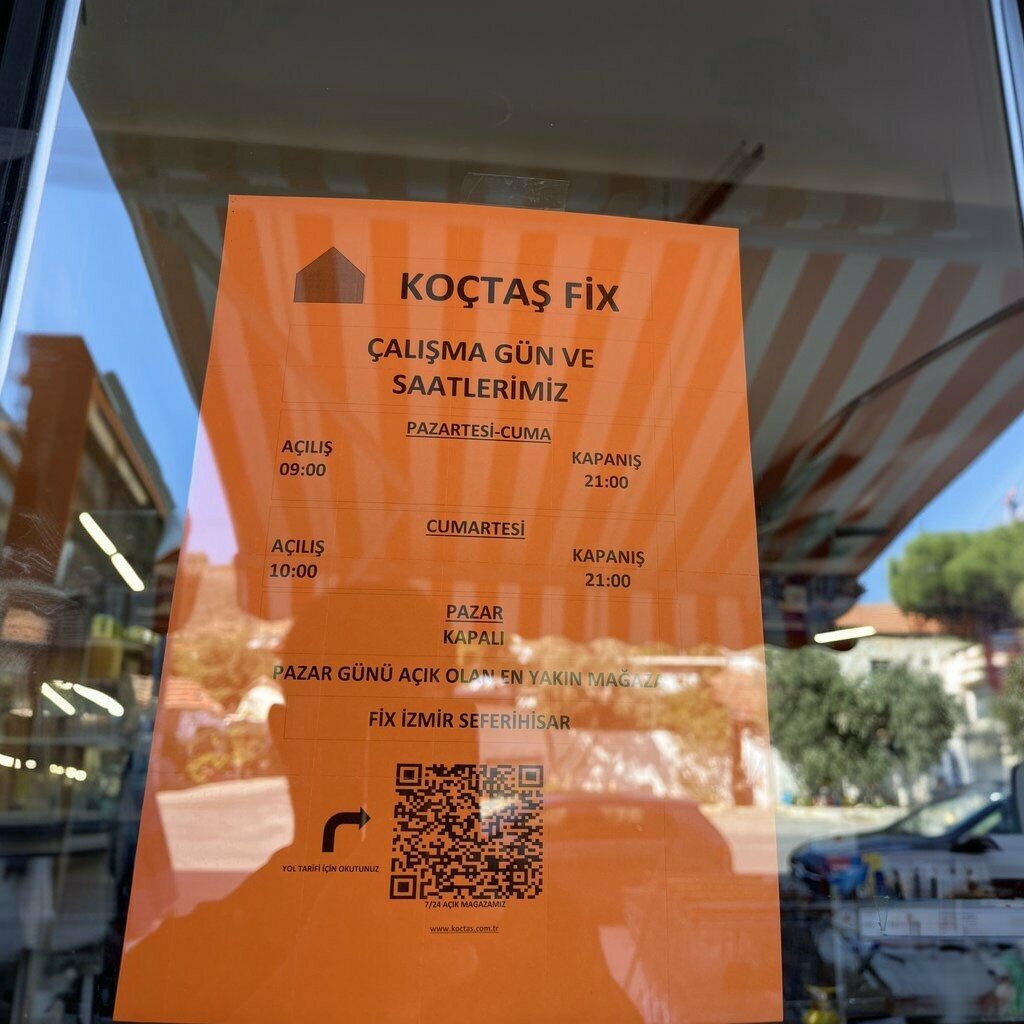 KOÇTAŞ FİX
ÇALIŞMA GÜN VE
SAATLERİMİZ
PAZARTESİ-CUMA
AÇILIŞ
09:00
KAPANIŞ
21:00
CUMARTESİ
AÇILIŞ
10:00
KAPANIŞ
21:00
PAZAR
KAPALI
PAZAR GÜNÜ AÇIK OLAN EN YAKIN MAĞAZA
FİX İZMİR SEFERİHİSAR
YOL TARİFİ İÇİN OKUTUNUZ
7/24 AÇIK MAGAZAMIZ
www.koctas.com.tr